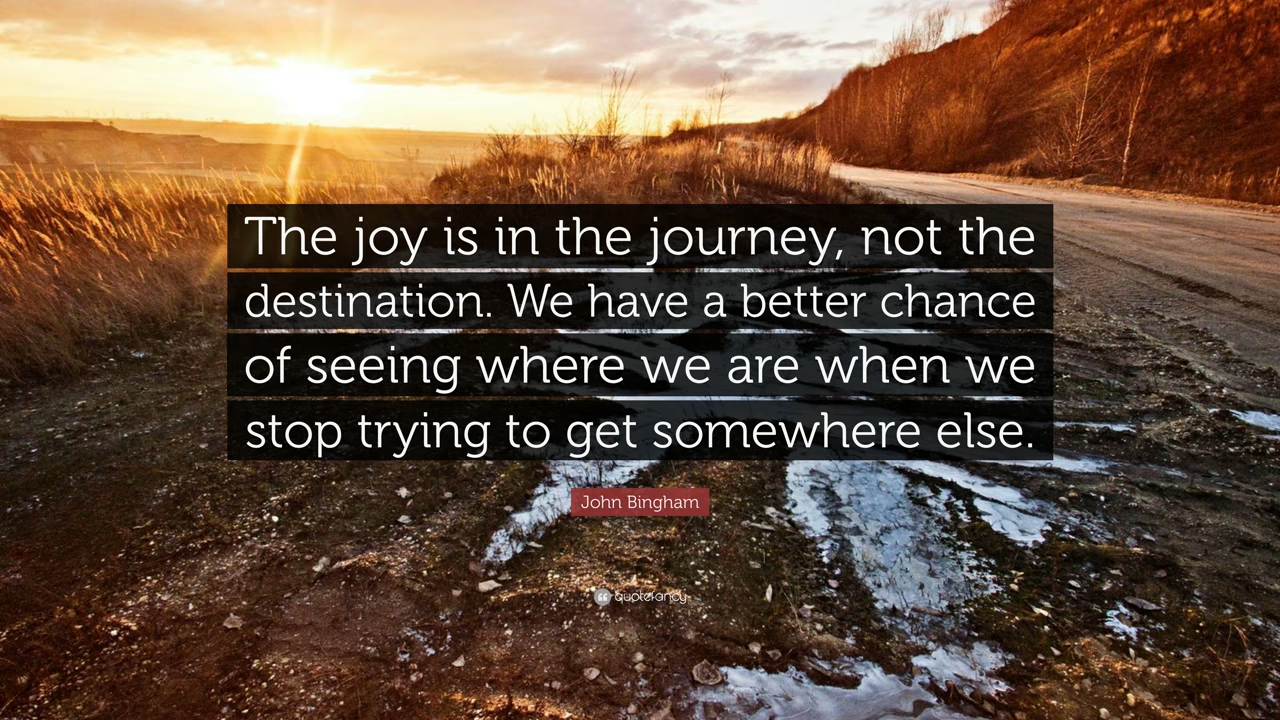 The joy is in the journey, not the
destination. We have a better chance
of seeing where we are when we
stop trying to get somewhere else.
John Bingham
quotefancy